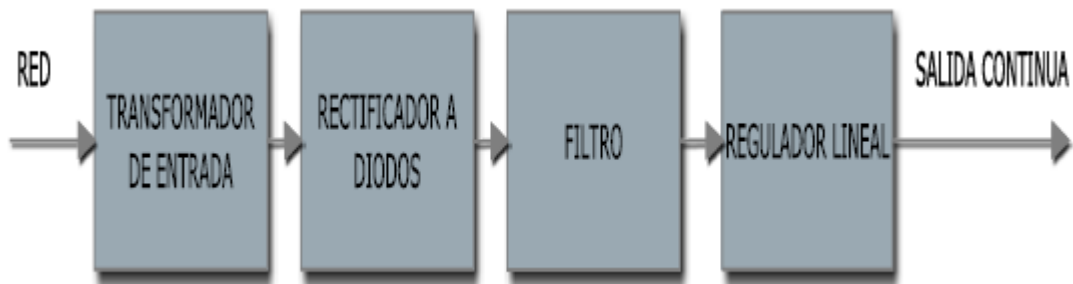 RED
TRANSFORMADOR
DE ENTRADA
RECTIFICADOR A
DIODOS
FILTRO
REGULADOR LINEAL
SALIDA CONTINUA